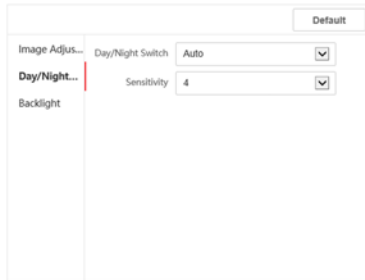 Default
Image Adjus...
Day/Night Switch Auto
Day/Night...
Sensitivity 4
Backlight